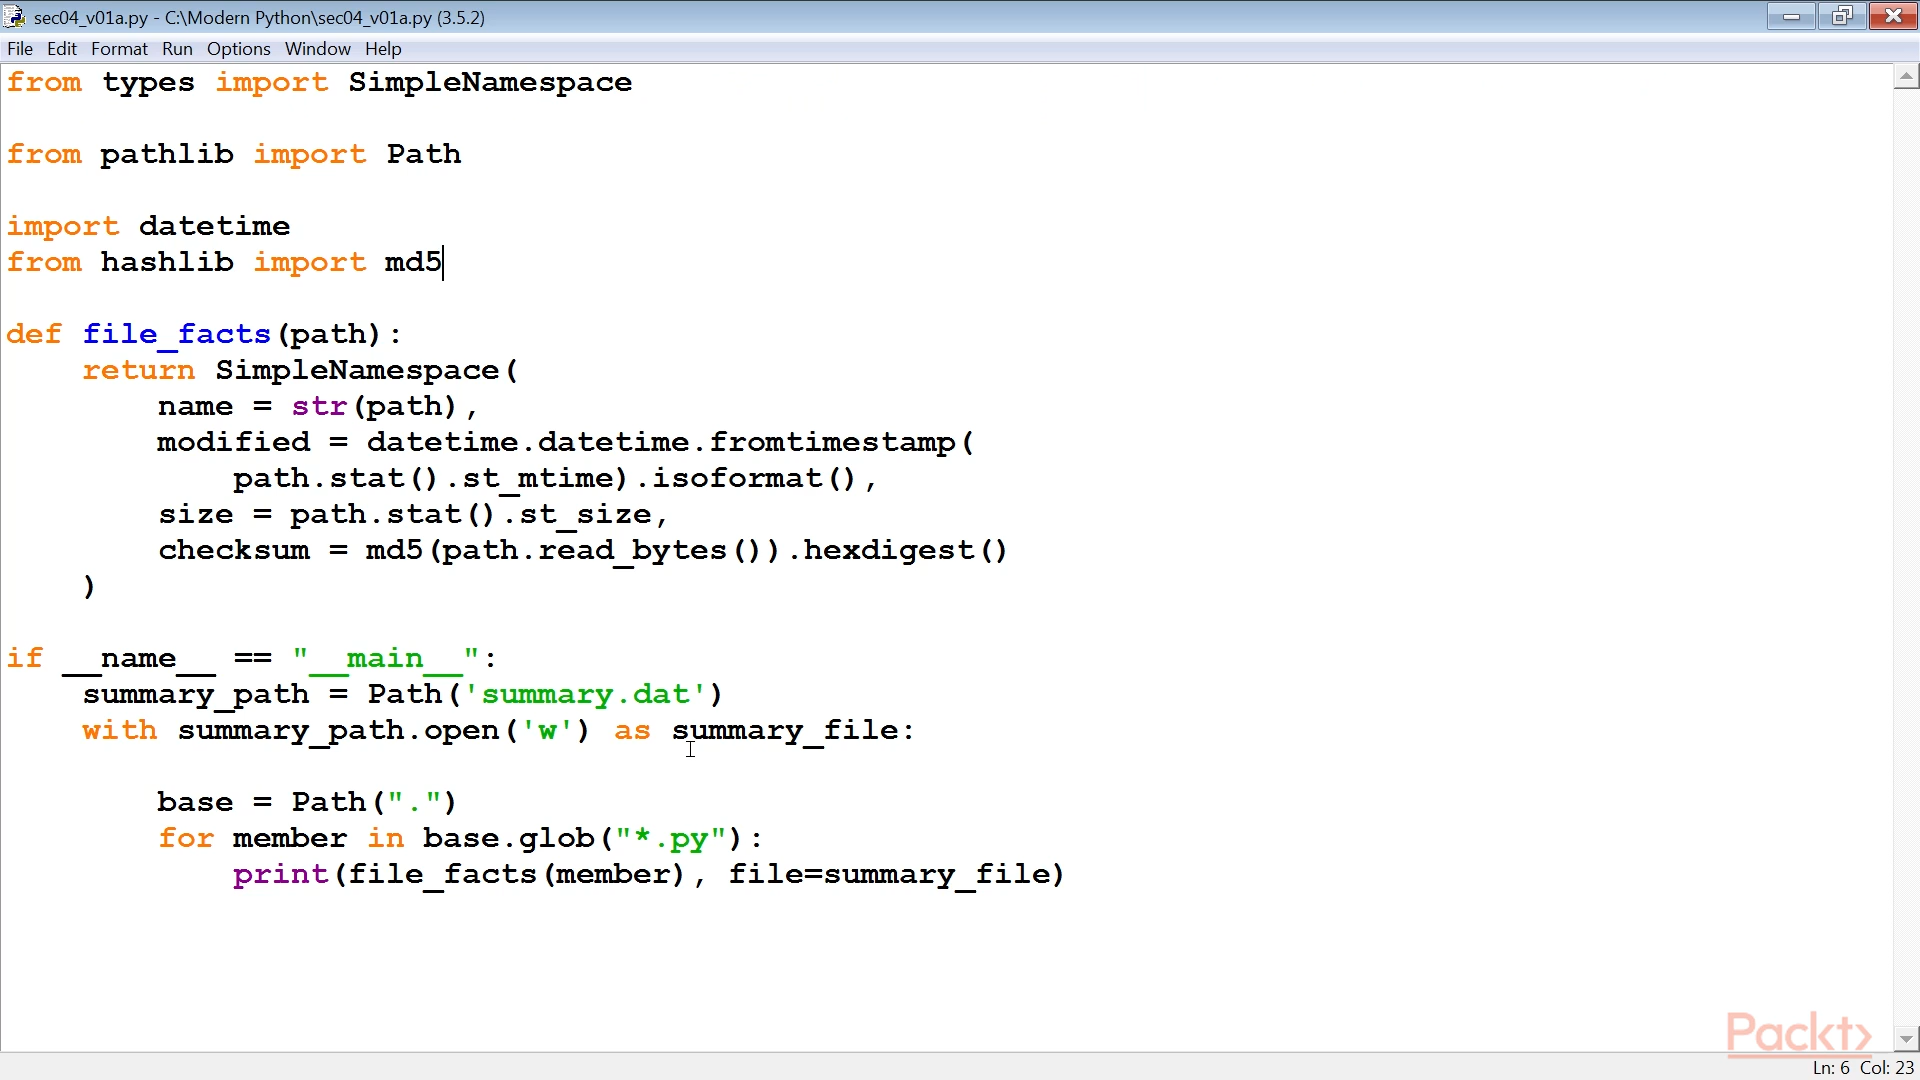 sec04_v01a.py - C:\Modern Python\sec04_v01a.py (3.5.2)
File Edit Format Run Options Window Help
from types import SimpleNamespace
from pathlib import Path
import datetime
from hashlib import md5
def file_facts(path):
    return SimpleNamespace(
        name = str(path),
        modified = datetime.datetime.fromtimestamp(
            path.stat().st_mtime).isoformat(),
        size = path.stat().st_size,
        checksum = md5(path.read_bytes()).hexdigest()
    )
if __name__ == "__main__":
    summary_path = Path('summary.dat')
    with summary_path.open('w') as summary_file:
        base = Path(".")
        for member in base.glob("*.py"):
            print(file_facts(member), file=summary_file)
Packt>
Ln: 6 Col: 23